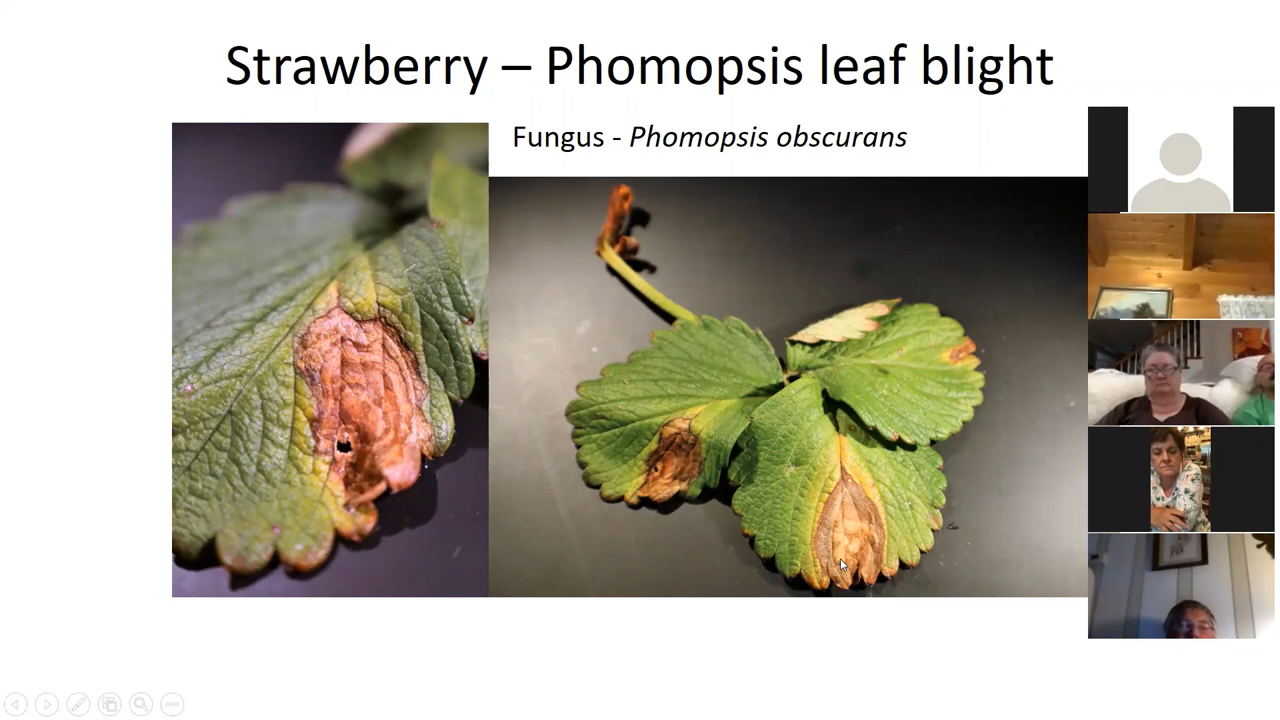 Strawberry – Phomopsis leaf blight
Fungus - Phomopsis obscurans